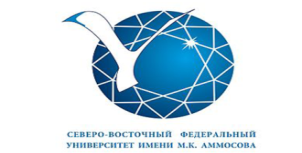 СЕВЕРО-ВОСТОЧНЫЙ ФЕДЕРАЛЬНЫЙ
УНИВЕРСИТЕТ ИМЕНИ М.К. АММОСОВА